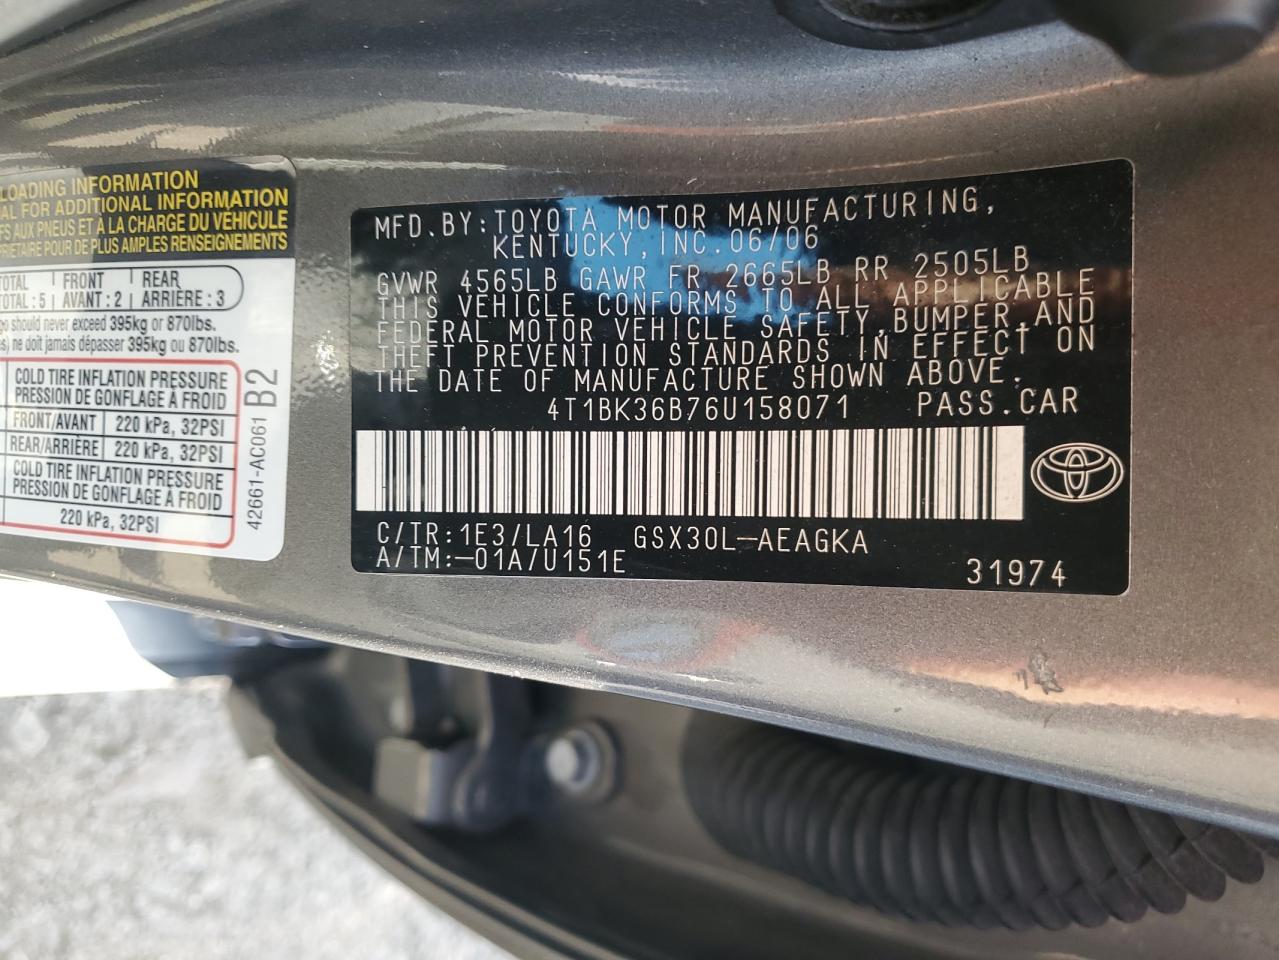 LOADING INFORMATION
FOR ADDITIONAL INFORMATION
AUX PNEUS ET À LA CHARGE DU VÉHICULE
POUR DE PLUS AMPLES RENSEIGNEMENTS
TOTAL FRONT REAR
TOTAL : 5 AVANT : 2 ARRIÈRE : 3
should never exceed 395kg or 870lbs.
ne doit jamais dépasser 395kg ou 870lbs.
COLD TIRE INFLATION PRESSURE
PRESSION DE GONFLAGE À FROID
FRONT/AVANT 220 kPa, 32PSI
REAR/ARRIÈRE 220 kPa, 32PSI
COLD TIRE INFLATION PRESSURE
PRESSION DE GONFLAGE À FROID
220 kPa, 32PSI
42661-AC061 B2
MFD.BY:TOYOTA MOTOR MANUFACTURING,
KENTUCKY, INC. 06/06
GVWR 4565LB GAWR FR 2665LB RR 2505LB
THIS VEHICLE CONFORMS TO ALL APPLICABLE
FEDERAL MOTOR VEHICLE SAFETY,BUMPER,AND
THEFT PREVENTION STANDARDS IN EFFECT ON
THE DATE OF MANUFACTURE SHOWN ABOVE.
4T1BK36B76U158071 PASS.CAR
C/TR:1E3/LA16 GSX30L-AEAGKA
A/TM:-01A/U151E
31974